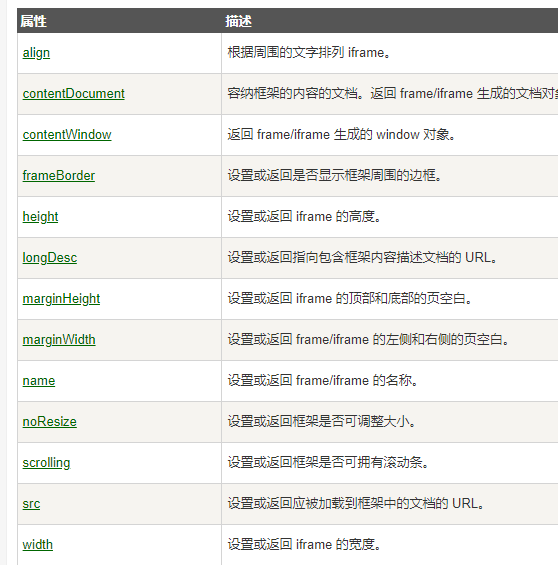 属性 描述
align 根据周围的文字排列 iframe。
contentDocument 容纳框架的内容的文档。返回 frame/iframe 生成的文档对
contentWindow 返回 frame/iframe 生成的 window 对象。
frameBorder 设置或返回是否显示框架周围的边框。
height 设置或返回 iframe 的高度。
longDesc 设置或返回指向包含框架内容描述文档的 URL。
marginHeight 设置或返回 iframe 的顶部和底部的页空白。
marginWidth 设置或返回 frame/iframe 的左侧和右侧的页空白。
name 设置或返回 frame/iframe 的名称。
noResize 设置或返回框架是否可调整大小。
scrolling 设置或返回框架是否可拥有滚动条。
src 设置或返回应被加载到框架中的文档的 URL。
width 设置或返回 iframe 的宽度。